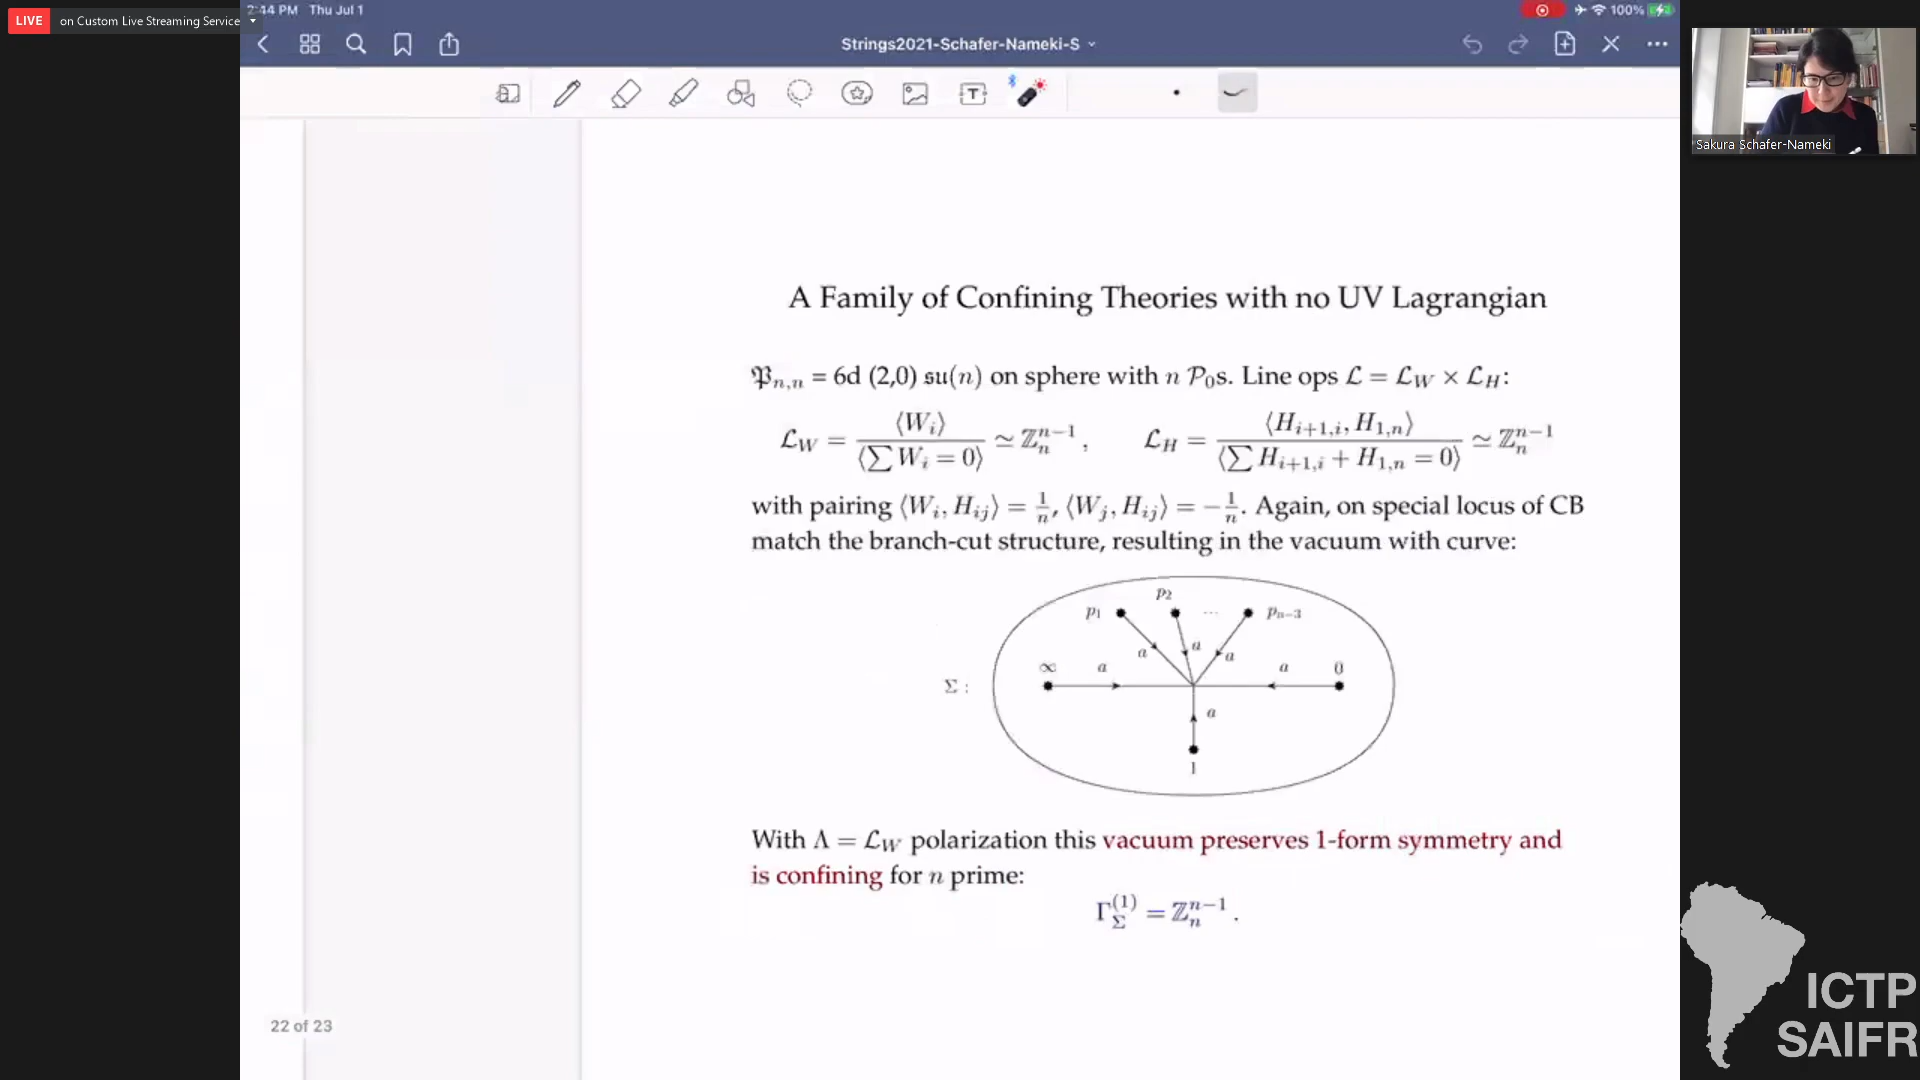 LIVE on Custom Live Streaming Service
2:44 PM Thu Jul 1
100%
Strings2021-Schafer-Nameki-S
Sakura Schafer-Nameki
A Family of Confining Theories with no UV Lagrangian
𝔓ₙ,ₙ = 6d (2,0) 𝔰𝔲(n) on sphere with n 𝒫₀s. Line ops ℒ = ℒ_W × ℒ_H:
ℒ_W = ⟨W_i⟩ / ⟨∑ W_i = 0⟩ ≃ ℤ_n^{n−1} , ℒ_H = ⟨H_{i+1,i}, H_{1,n}⟩ / ⟨∑ H_{i+1,i} + H_{1,n} = 0⟩ ≃ ℤ_n^{n−1}
with pairing ⟨W_i, H_{ij}⟩ = 1/n, ⟨W_j, H_{ij}⟩ = −1/n. Again, on special locus of CB
match the branch-cut structure, resulting in the vacuum with curve:
p₂
p₁ ··· p_{n−3}
a a a
∞ a a 0
Σ :
a
1
With Λ = ℒ_W polarization this vacuum preserves 1-form symmetry and
is confining for n prime:
Γ_Σ^{(1)} = ℤ_n^{n−1} .
22 of 23
ICTP
SAIFR